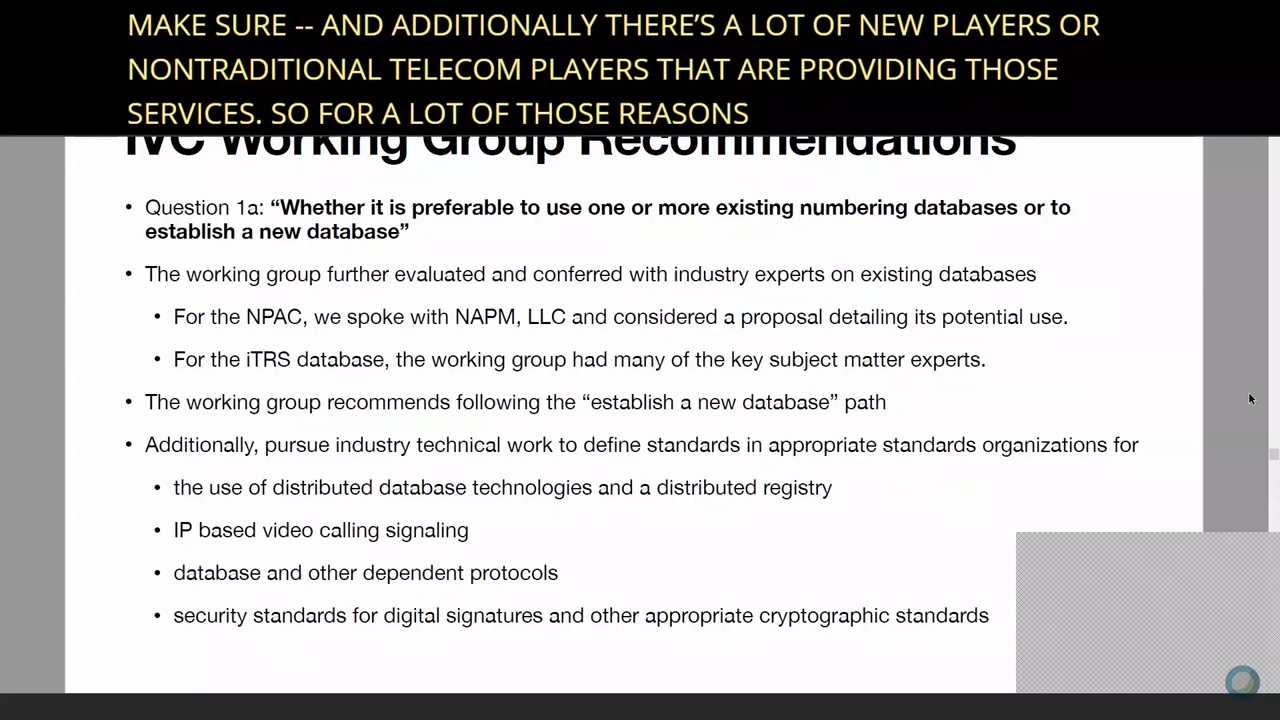 MAKE SURE -- AND ADDITIONALLY THERE'S A LOT OF NEW PLAYERS OR
NONTRADITIONAL TELECOM PLAYERS THAT ARE PROVIDING THOSE
SERVICES. SO FOR A LOT OF THOSE REASONS
IVC Working Group Recommendations
• Question 1a: “Whether it is preferable to use one or more existing numbering databases or to
establish a new database”
• The working group further evaluated and conferred with industry experts on existing databases
• For the NPAC, we spoke with NAPM, LLC and considered a proposal detailing its potential use.
• For the iTRS database, the working group had many of the key subject matter experts.
• The working group recommends following the “establish a new database” path
• Additionally, pursue industry technical work to define standards in appropriate standards organizations for
• the use of distributed database technologies and a distributed registry
• IP based video calling signaling
• database and other dependent protocols
• security standards for digital signatures and other appropriate cryptographic standards